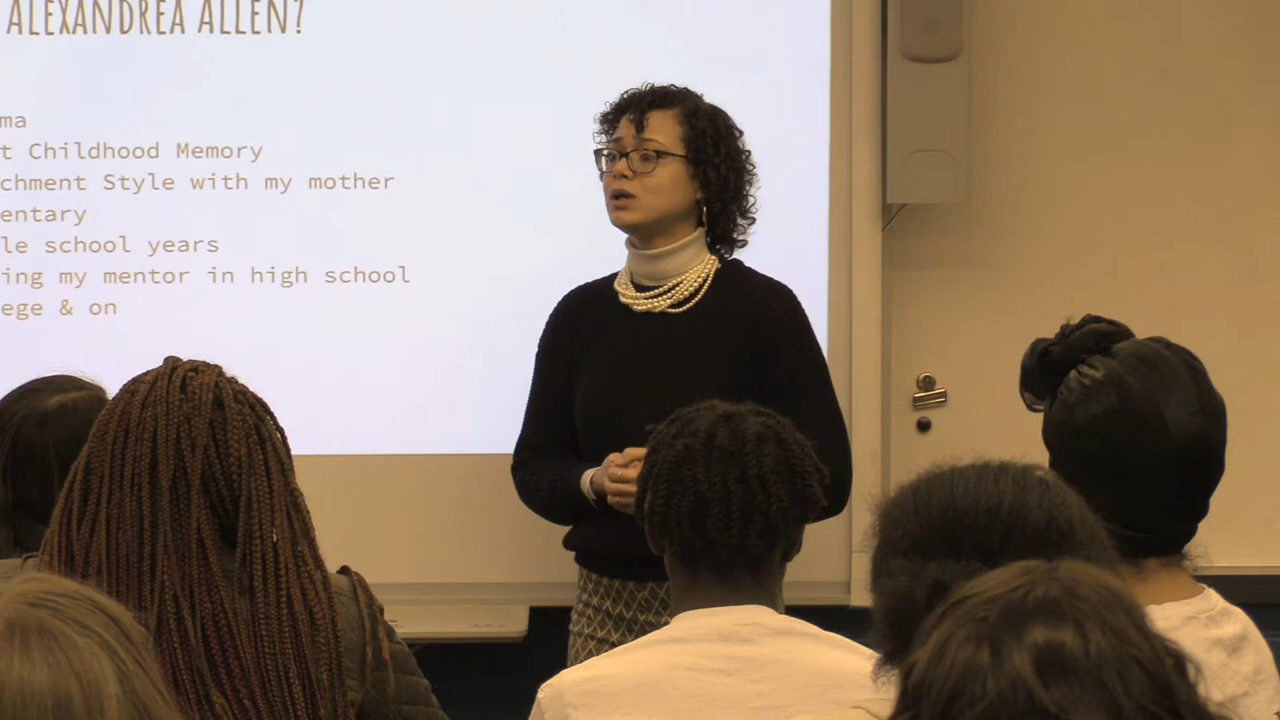 ALEXANDREA ALLEN?
ma
t Childhood Memory
chment Style with my mother
entary
le school years
ing my mentor in high school
ege & on